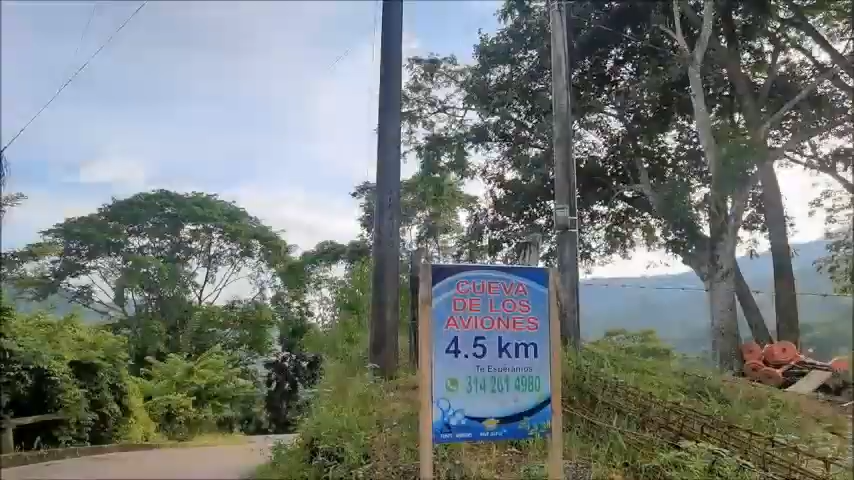 CUEVA
DE LOS
AVIONES
4.5 km
Te Esperamos
314 261 4980